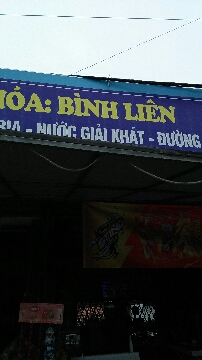 HÓA: BÌNH LIÊN
BIA - NƯỚC GIẢI KHÁT - ĐƯỜNG